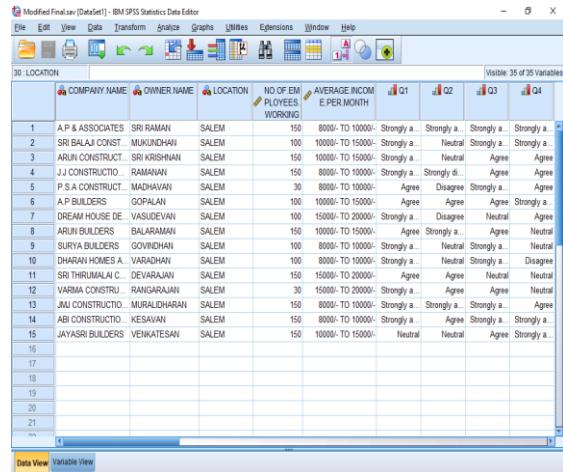 Modified Final.sav [DataSet1] - IBM SPSS Statistics Data Editor
File Edit View Data Transform Analyze Graphs Utilities Extensions Window Help
30 : LOCATION Visible: 35 of 35 Variables
COMPANY.NAME OWNER.NAME LOCATION NO.OF.EM PLOYEES. WORKING AVERAGE.INCOM E.PER.MONTH Q1 Q2 Q3 Q4
1 A.P & ASSOCIATES SRI RAMAN SALEM 150 8000/- TO 10000/- Strongly a... Strongly a... Strongly a... Strongly a...
2 SRI BALAJI CONST... MUKUNDHAN SALEM 100 10000/- TO 15000/- Strongly a... Neutral Strongly a... Strongly a...
3 ARUN CONSTRUCT... SRI KRISHNAN SALEM 150 15000/- TO 20000/- Strongly a... Neutral Agree Agree
4 J.J CONSTRUCTIO... RAMANAN SALEM 150 8000/- TO 10000/- Strongly a... Strongly di... Agree Agree
5 P.S.A CONSTRUCT... MADHAVAN SALEM 30 8000/- TO 10000/- Agree Disagree Strongly a... Agree
6 A.P BUILDERS GOPALAN SALEM 100 10000/- TO 15000/- Agree Agree Agree Strongly a...
7 DREAM HOUSE DE... VASUDEVAN SALEM 100 15000/- TO 20000/- Strongly a... Disagree Neutral Agree
8 ARUN BUILDERS BALARAMAN SALEM 150 10000/- TO 15000/- Agree Strongly a... Agree Neutral
9 SURYA BUILDERS GOVINDHAN SALEM 100 8000/- TO 10000/- Strongly a... Neutral Strongly a... Neutral
10 DHARAN HOMES A... VARADHAN SALEM 100 8000/- TO 10000/- Strongly a... Neutral Strongly a... Disagree
11 SRI THIRUMALAI C... DEVARAJAN SALEM 150 15000/- TO 20000/- Agree Agree Neutral Neutral
12 VARMA CONSTRU... RANGARAJAN SALEM 30 15000/- TO 20000/- Strongly a... Agree Agree Neutral
13 JMJ CONSTRUCTIO... MURALIDHARAN SALEM 150 8000/- TO 10000/- Strongly a... Strongly a... Strongly a... Agree
14 ABI CONSTRUCTIO... KESAVAN SALEM 150 8000/- TO 10000/- Strongly a... Agree Strongly a... Strongly a...
15 JAYASRI BUILDERS VENKATESAN SALEM 150 10000/- TO 15000/- Neutral Neutral Agree Strongly a...
16
17
18
19
20
21
Data View Variable View